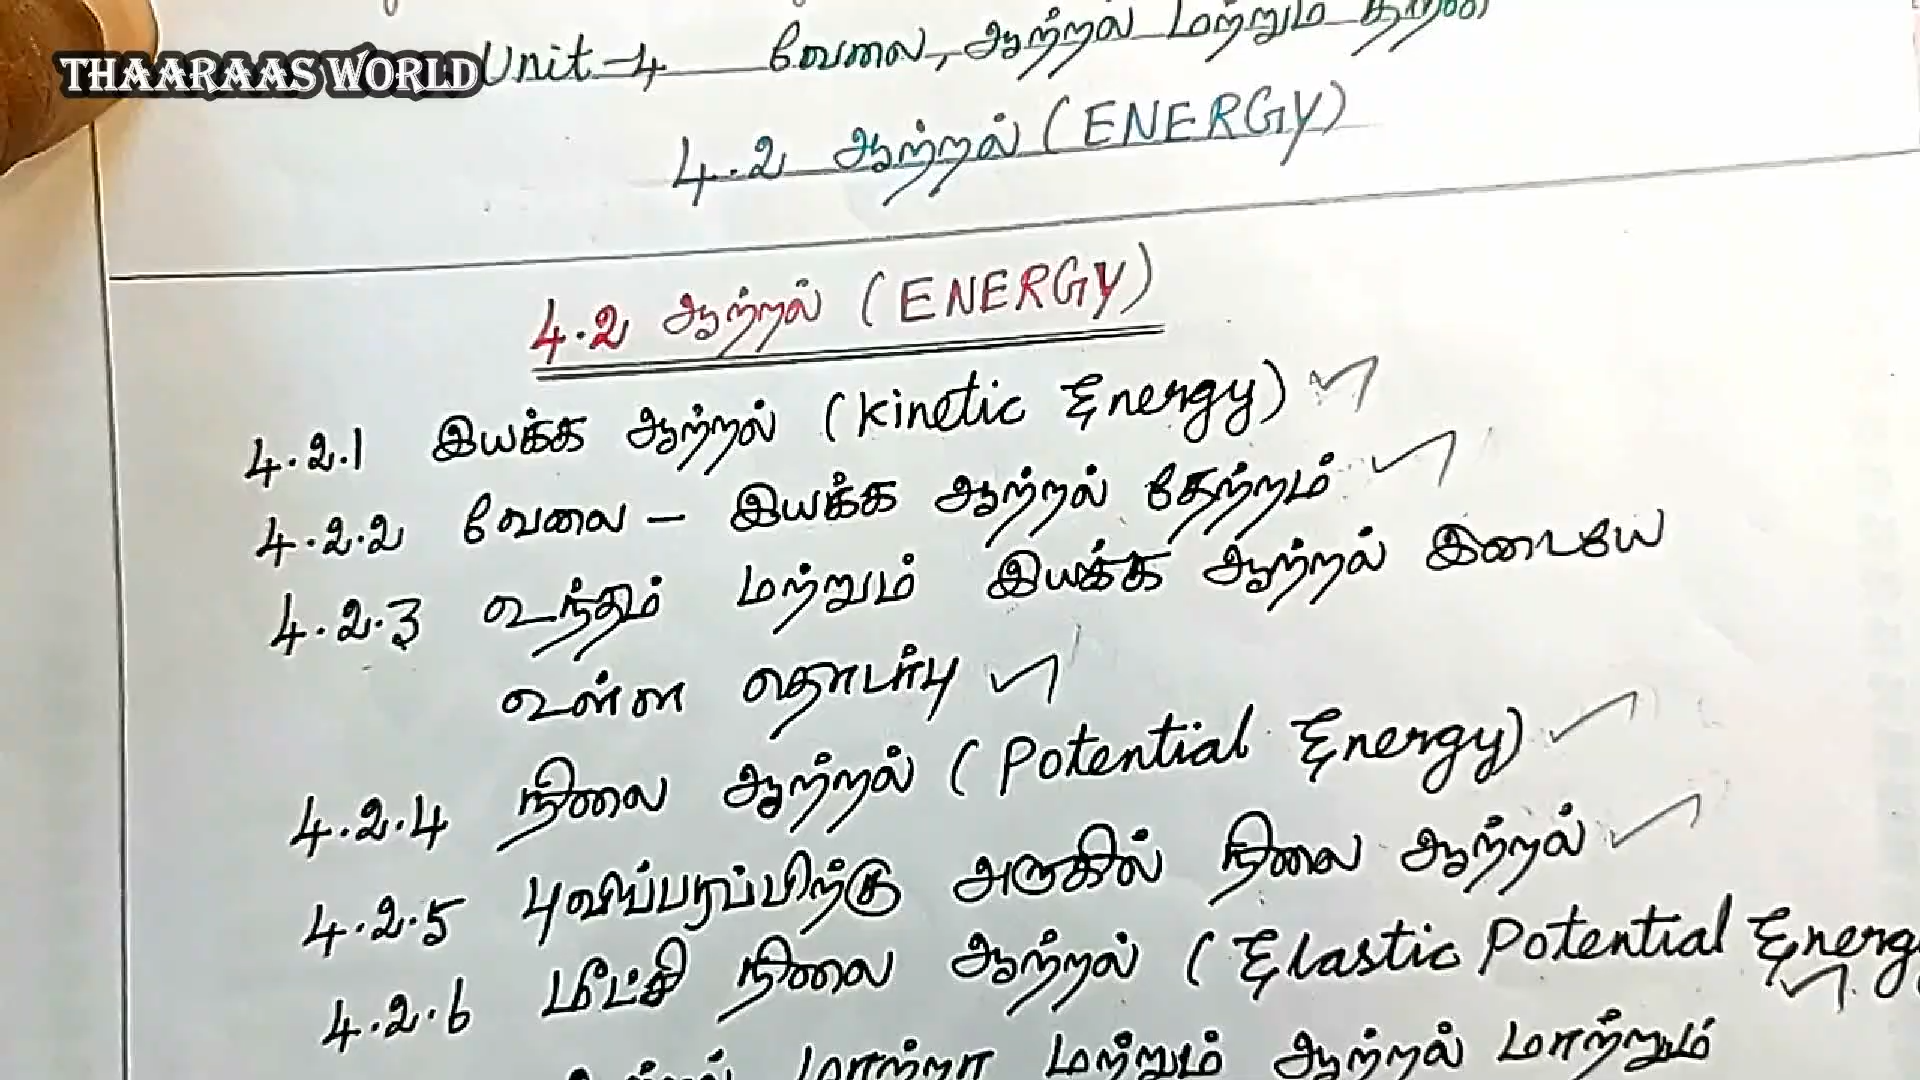 THAARAAS WORLD
Unit-4 வேலை, ஆற்றல் மற்றும் திறன்
4.2 ஆற்றல் (ENERGY)
4.2 ஆற்றல் (ENERGY)
4.2.1 இயக்க ஆற்றல் (Kinetic Energy)
4.2.2 வேலை – இயக்க ஆற்றல் தேற்றம்
4.2.3 உந்தம் மற்றும் இயக்க ஆற்றல் இடையே
உள்ள தொடர்பு
4.2.4 நிலை ஆற்றல் (Potential Energy)
4.2.5 புவிப்பரப்பிற்கு அருகில் நிலை ஆற்றல்
4.2.6 மீட்சி நிலை ஆற்றல் (Elastic Potential Energy
மாற்றா மற்றும் ஆற்றல் மாற்றும்